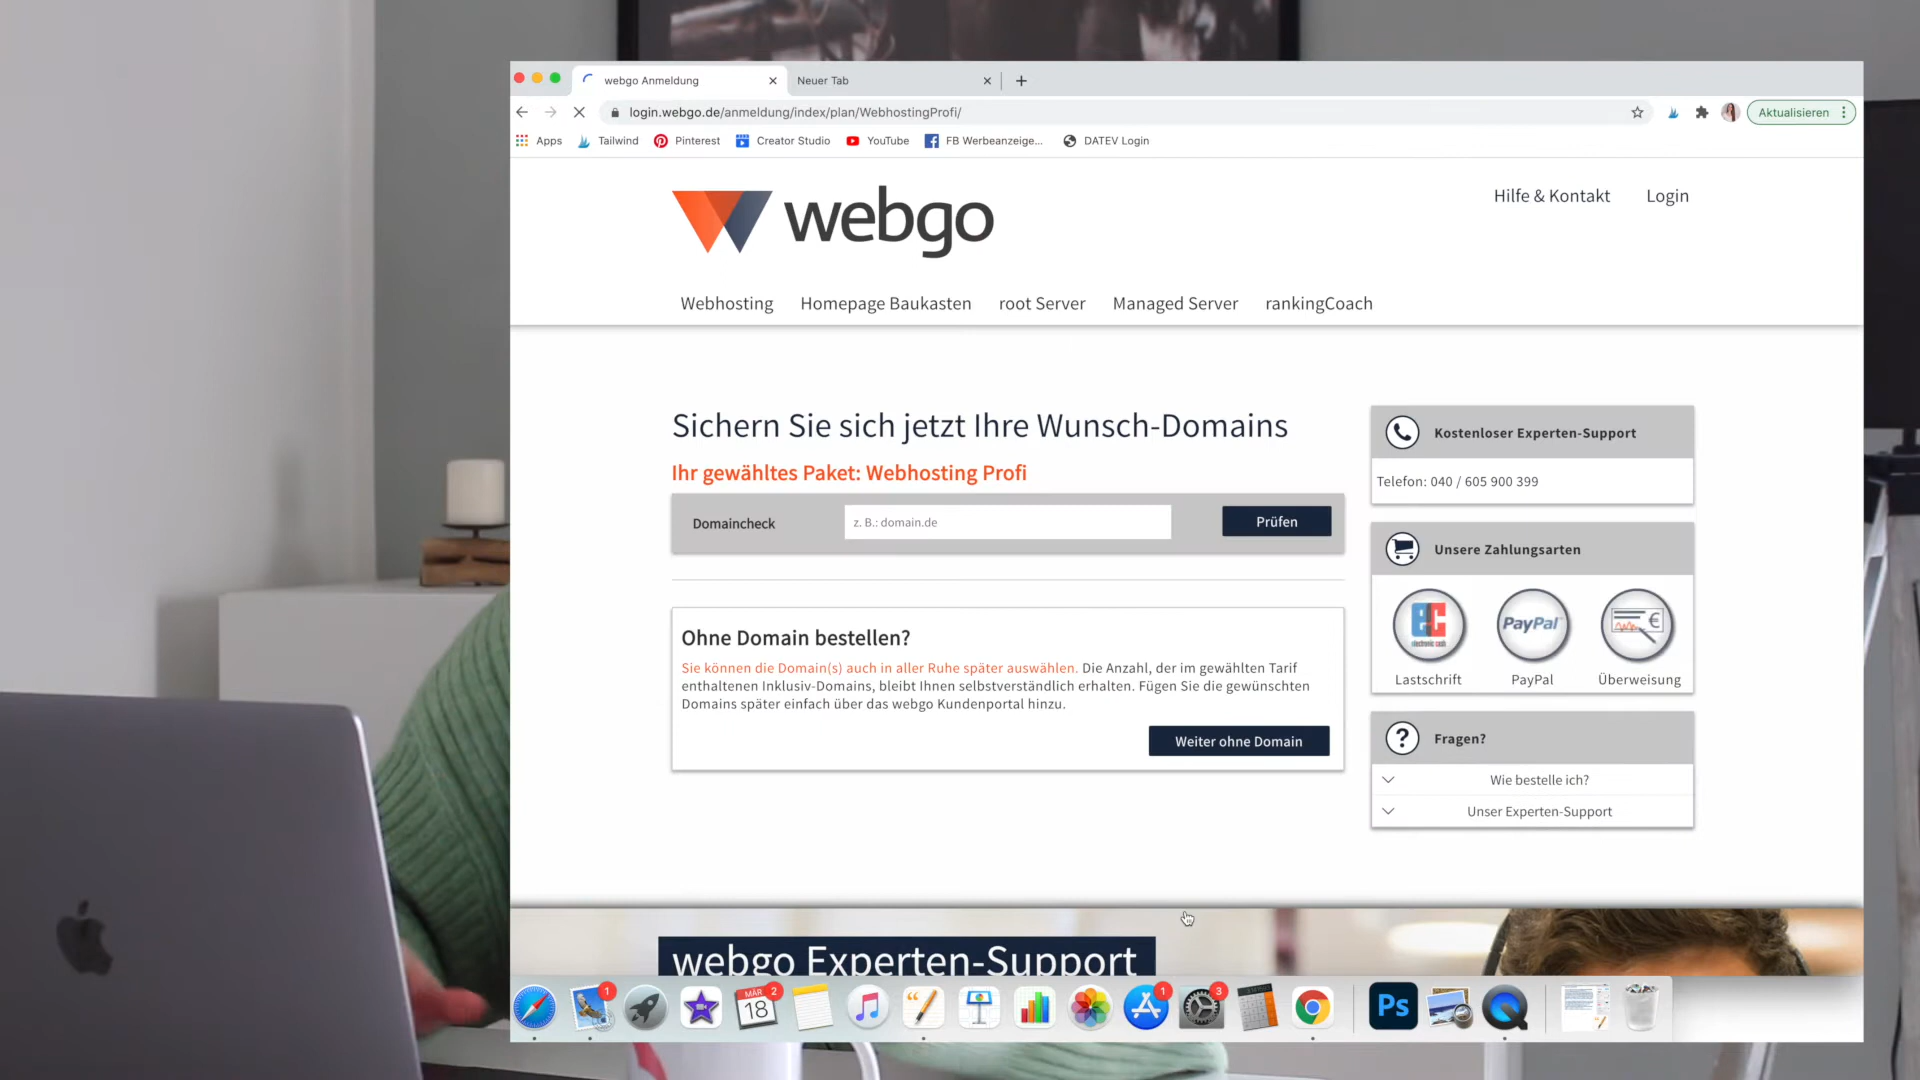 webgo Anmeldung
Neuer Tab
login.webgo.de/anmeldung/index/plan/WebhostingProfi/
Aktualisieren
Apps
Tailwind
Pinterest
Creator Studio
YouTube
FB Werbeanzeige...
DATEV Login
webgo
Hilfe & Kontakt
Login
Webhosting
Homepage Baukasten
root Server
Managed Server
rankingCoach
Sichern Sie sich jetzt Ihre Wunsch-Domains
Ihr gewähltes Paket: Webhosting Profi
Domaincheck
z. B.: domain.de
Prüfen
Ohne Domain bestellen?
Sie können die Domain(s) auch in aller Ruhe später auswählen. Die Anzahl, der im gewählten Tarif
enthaltenen Inklusiv-Domains, bleibt Ihnen selbstverständlich erhalten. Fügen Sie die gewünschten
Domains später einfach über das webgo Kundenportal hinzu.
Weiter ohne Domain
Kostenloser Experten-Support
Telefon: 040 / 605 900 399
Unsere Zahlungsarten
electronic cash
PayPal
€
Lastschrift
PayPal
Überweisung
?
Fragen?
Wie bestelle ich?
Unser Experten-Support
webgo Experten-Support
1
MÄR
2
18
1
3
Ps